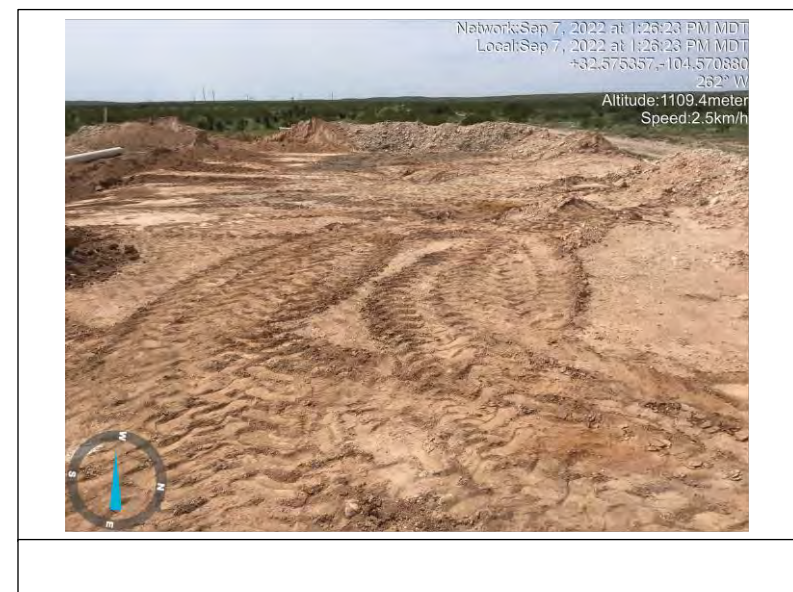 Network:Sep 7, 2022 at 1:26:23 PM MDT
Local:Sep 7, 2022 at 1:26:23 PM MDT
+32.575357,-104.570880
262° W
Altitude:1109.4meter
Speed:2.5km/h
W
S
N
E